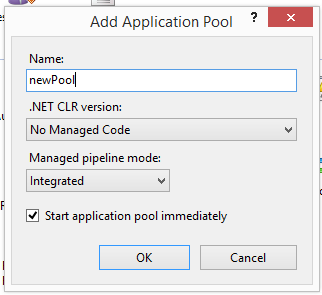 Add Application Pool
?
Name:
newPool
.NET CLR version:
No Managed Code
Managed pipeline mode:
Integrated
Start application pool immediately
OK
Cancel